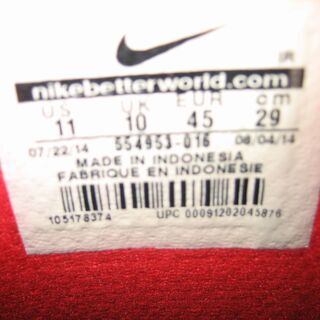 nikebetterworld.com
US UK EUR cm
11 10 45 29
07/22/14 554953-016 08/04/14
MADE IN INDONESIA
FABRIQUE EN INDONESIE
105178374 UPC 00091202045876